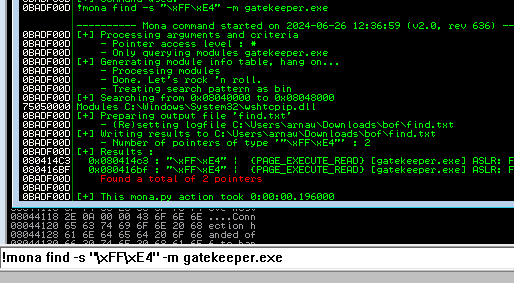 !mona find -s "\xFF\xE4" -m gatekeeper.exe
---------- Mona command started on 2024-06-26 12:36:59 (v2.0, rev 636) ----------
0BADF00D [+] Processing arguments and criteria
0BADF00D - Pointer access level : *
0BADF00D - Only querying modules gatekeeper.exe
0BADF00D [+] Generating module info table, hang on...
0BADF00D - Processing modules
0BADF00D - Done. Let's rock 'n roll.
0BADF00D - Treating search pattern as bin
0BADF00D [+] Searching from 0x08040000 to 0x08048000
75050000 Modules C:\Windows\System32\wshtcpip.dll
0BADF00D [+] Preparing output file 'find.txt'
0BADF00D - (Re)setting logfile C:\Users\arnau\Downloads\bof\find.txt
0BADF00D [+] Writing results to C:\Users\arnau\Downloads\bof\find.txt
0BADF00D - Number of pointers of type '"\xFF\xE4"' : 2
0BADF00D [+] Results :
080414C3 0x080414c3 : "\xFF\xE4" | {PAGE_EXECUTE_READ} [gatekeeper.exe] ASLR: F
080416BF 0x080416bf : "\xFF\xE4" | {PAGE_EXECUTE_READ} [gatekeeper.exe] ASLR: F
0BADF00D Found a total of 2 pointers
0BADF00D
0BADF00D [+] This mona.py action took 0:00:00.196000
08044118 2E 0A 00 00 43 6F 6E 6E ....Conn
08044120 65 63 74 69 6F 6E 20 68 ection h
08044128 61 6E 64 65 64 20 6F 66 anded of
!mona find -s "\xFF\xE4" -m gatekeeper.exe